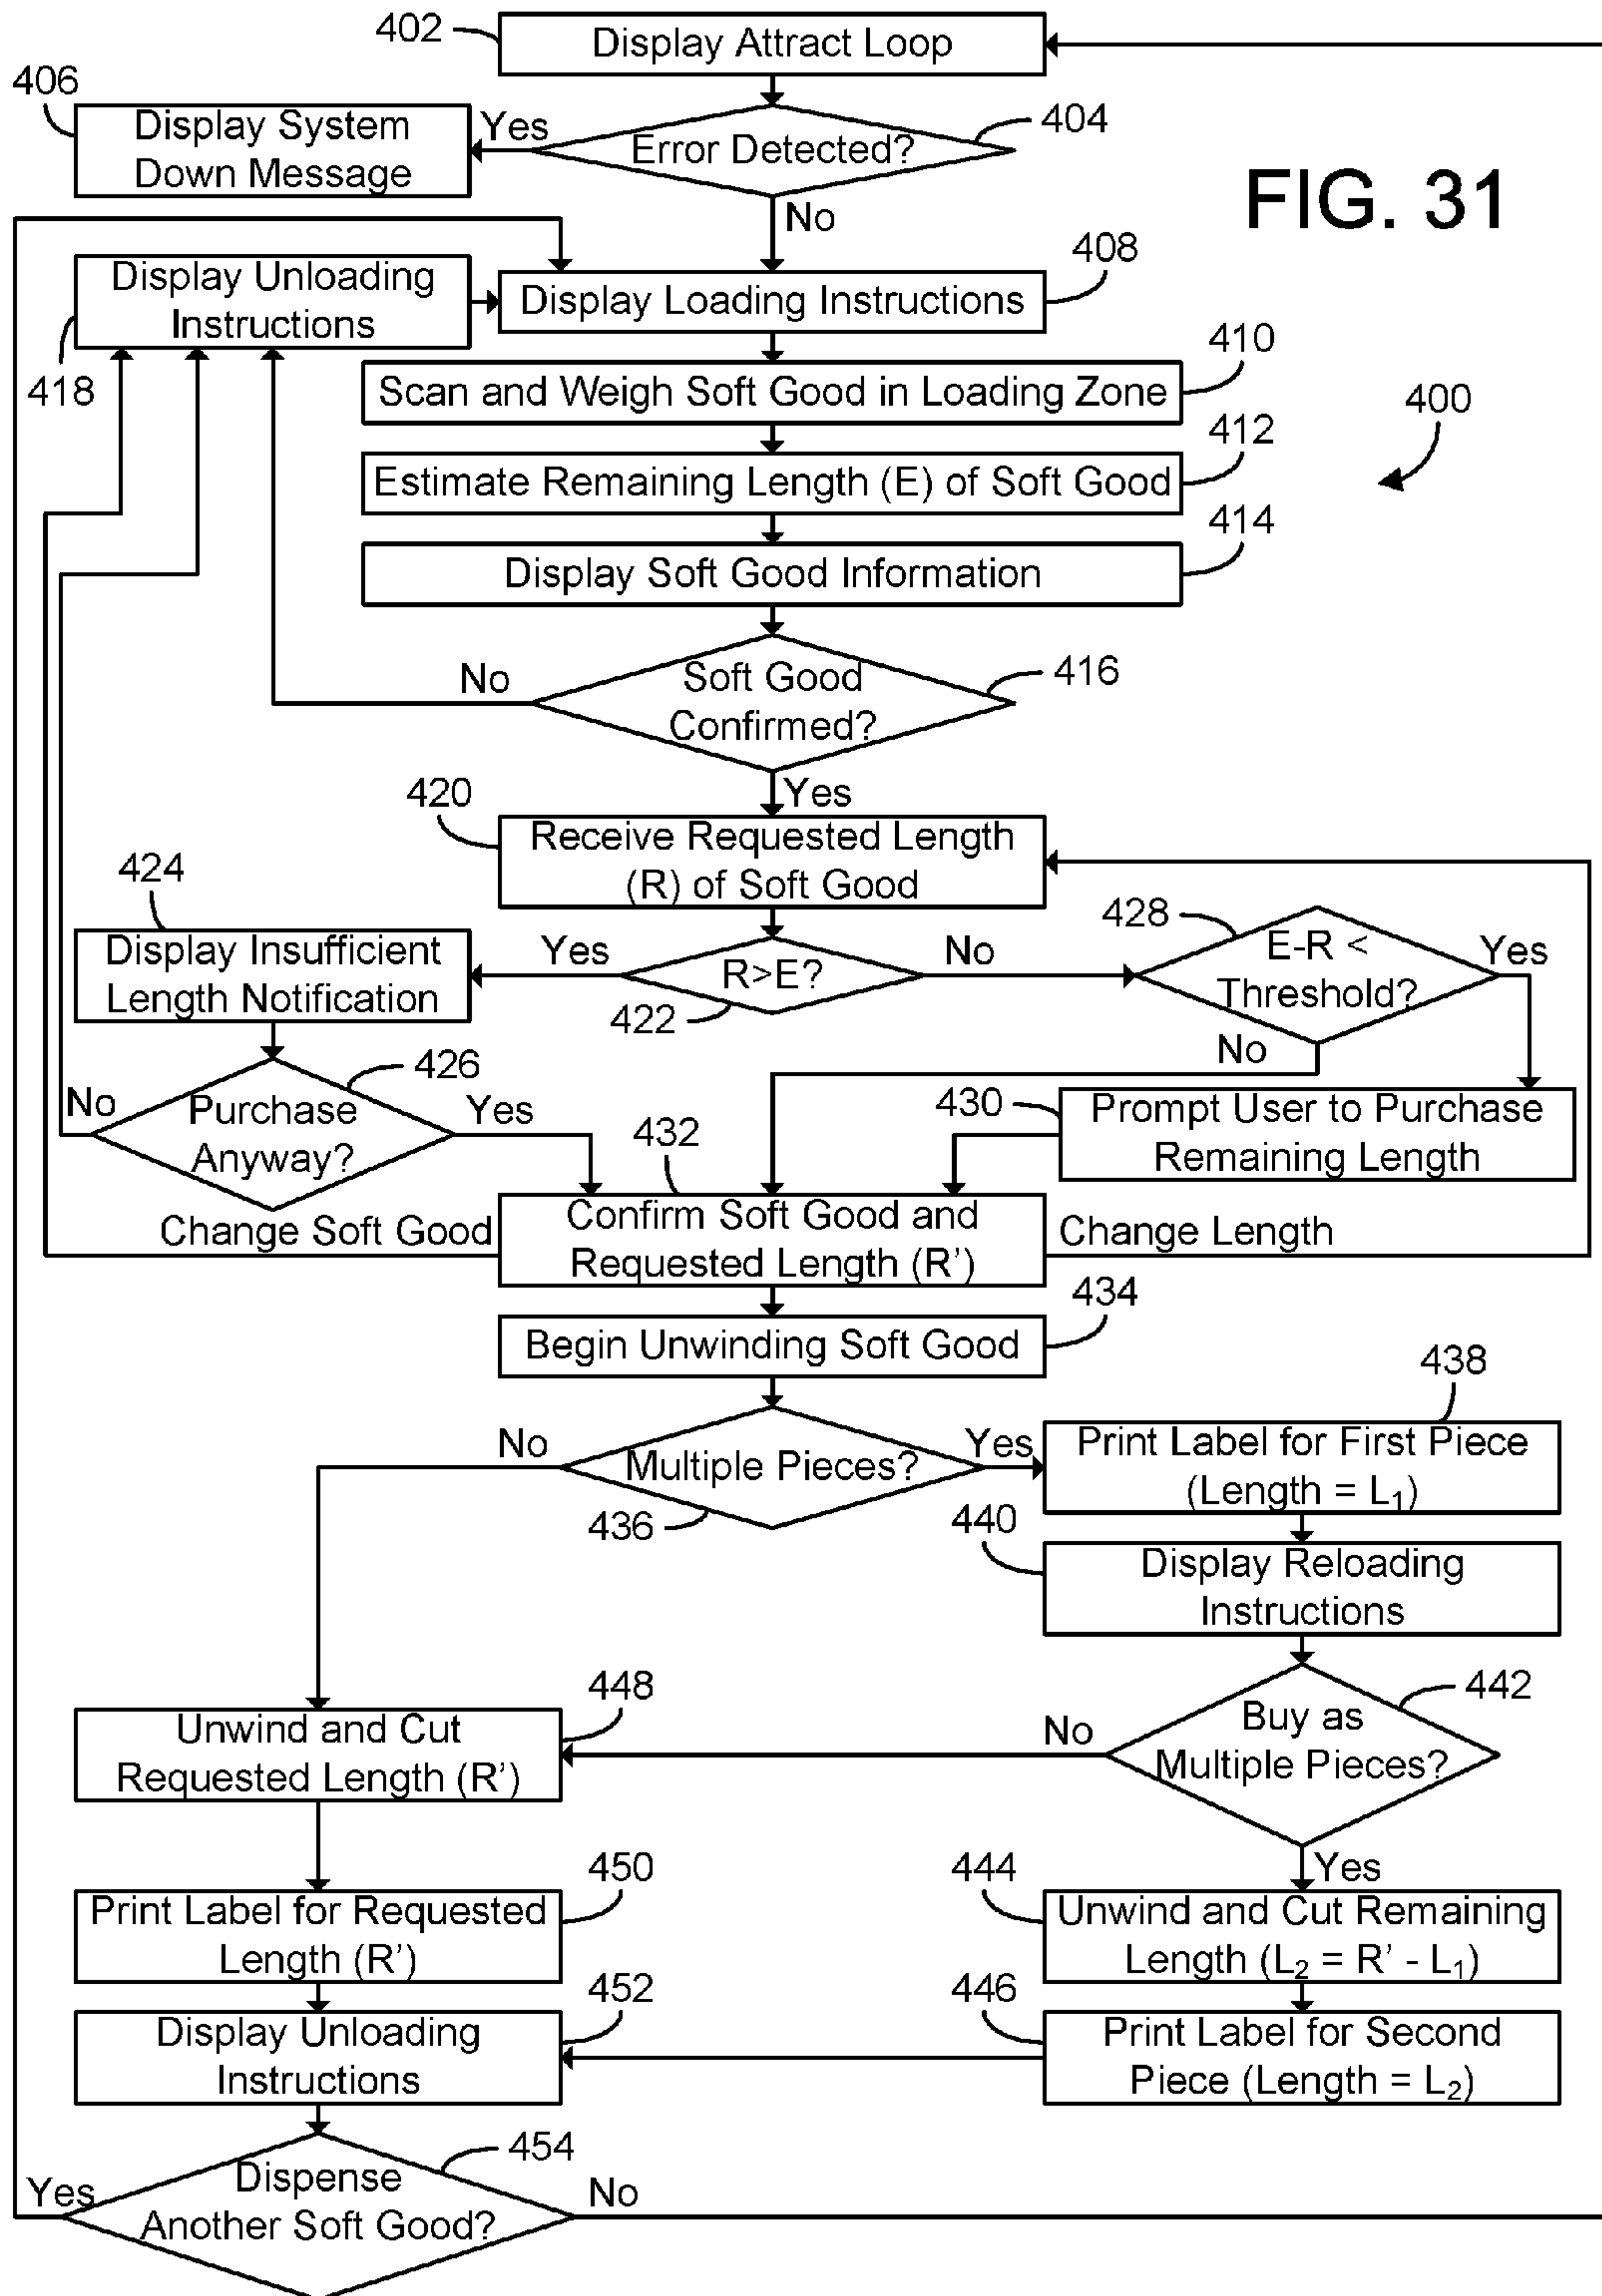 402
Display Attract Loop
406
Display System
Down Message
Yes
Error Detected?
404
FIG. 31
No
408
Display Unloading
Instructions
418
Display Loading Instructions
410
Scan and Weigh Soft Good in Loading Zone
400
412
Estimate Remaining Length (E) of Soft Good
414
Display Soft Good Information
No
Soft Good
Confirmed?
416
Yes
420
Receive Requested Length
(R) of Soft Good
424
Display Insufficient
Length Notification
Yes
R>E?
422
No
428
E-R <
Threshold?
Yes
No
426
No
Purchase
Anyway?
Yes
430
Prompt User to Purchase
Remaining Length
432
Change Soft Good
Confirm Soft Good and
Requested Length (R')
Change Length
434
Begin Unwinding Soft Good
438
No
Multiple Pieces?
Yes
436
Print Label for First Piece
(Length = L₁)
440
Display Reloading
Instructions
448
Unwind and Cut
Requested Length (R')
No
Buy as
Multiple Pieces?
442
Yes
450
Print Label for Requested
Length (R')
444
Unwind and Cut Remaining
Length (L₂ = R' - L₁)
452
Display Unloading
Instructions
446
Print Label for Second
Piece (Length = L₂)
454
Yes
Dispense
Another Soft Good?
No